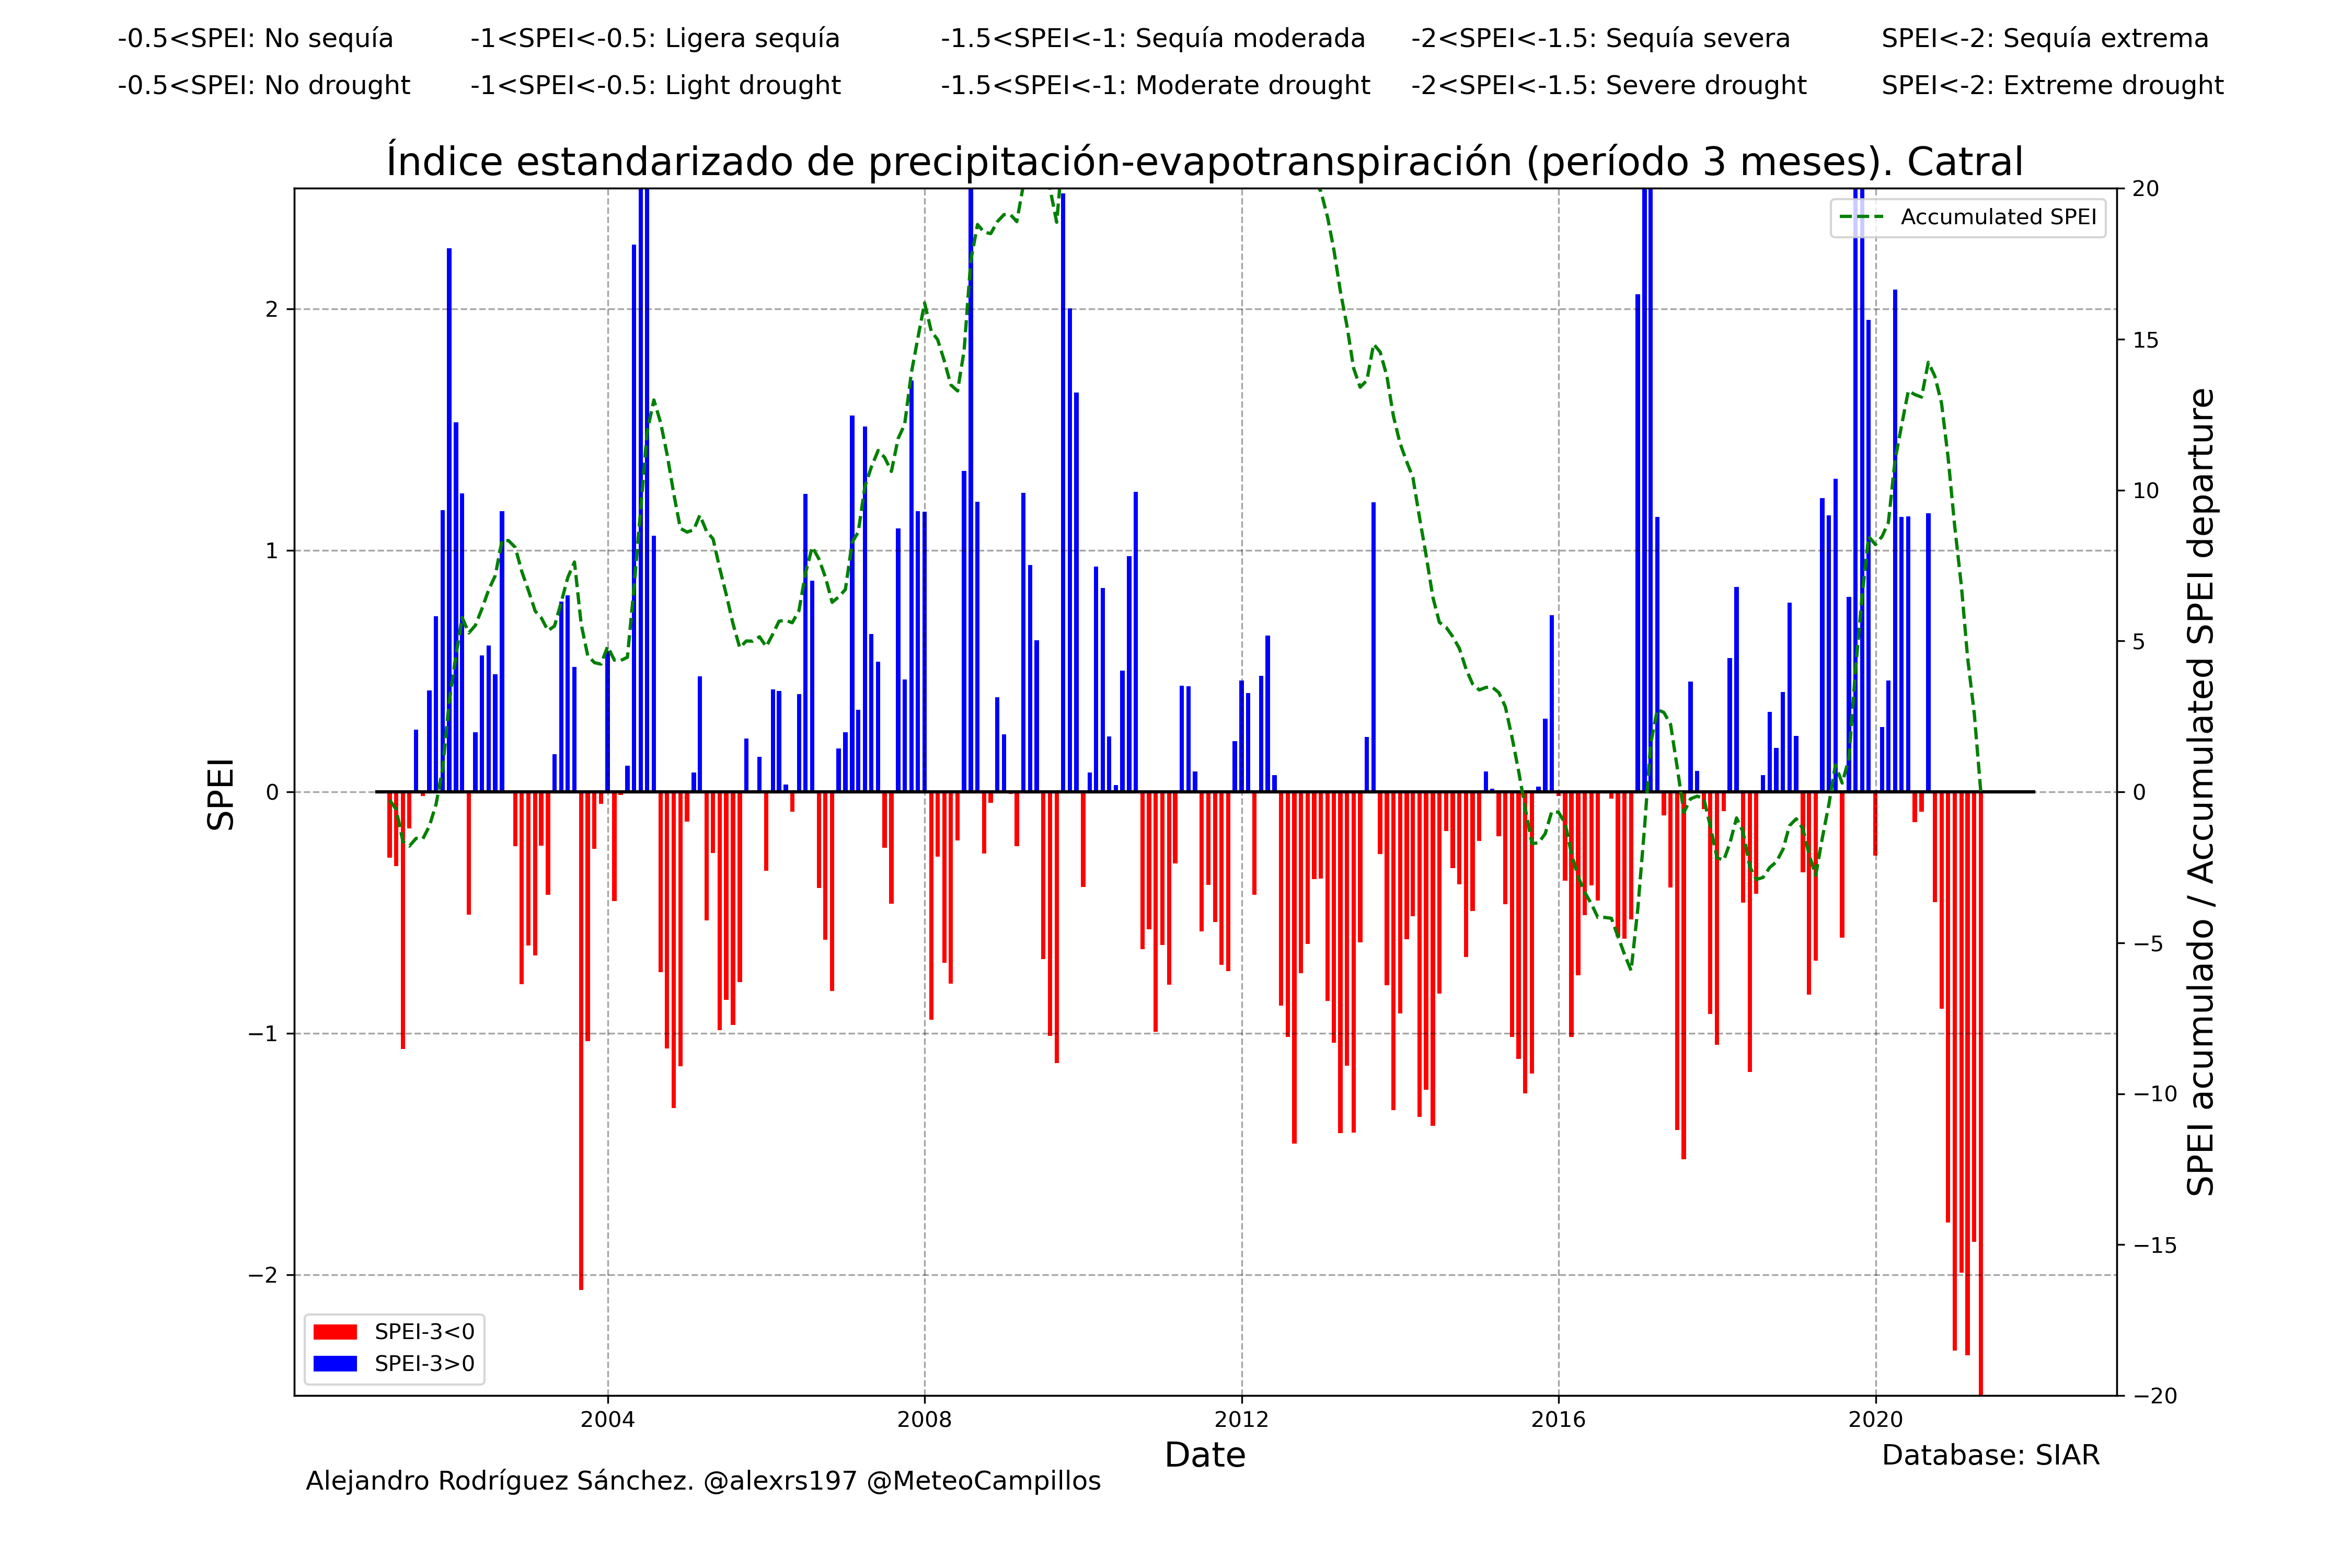 -0.5<SPEI: No sequía -1<SPEI<-0.5: Ligera sequía -1.5<SPEI<-1: Sequía moderada -2<SPEI<-1.5: Sequía severa SPEI<-2: Sequía extrema
-0.5<SPEI: No drought -1<SPEI<-0.5: Light drought -1.5<SPEI<-1: Moderate drought -2<SPEI<-1.5: Severe drought SPEI<-2: Extreme drought
Índice estandarizado de precipitación-evapotranspiración (período 3 meses). Catral
Accumulated SPEI
SPEI
2
1
0
−1
−2
20
15
10
5
0
−5
−10
−15
−20
SPEI acumulado / Accumulated SPEI departure
SPEI-3<0
SPEI-3>0
2004 2008 2012 2016 2020
Date
Database: SIAR
Alejandro Rodríguez Sánchez. @alexrs197 @MeteoCampillos